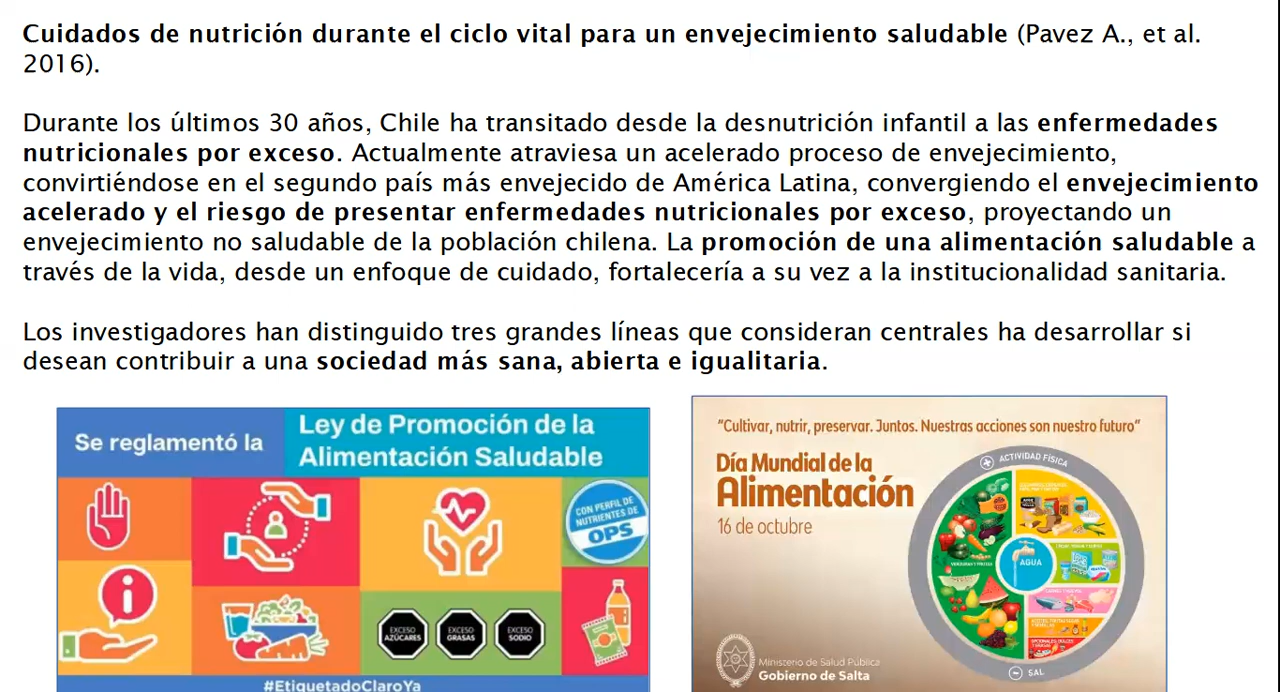 Cuidados de nutrición durante el ciclo vital para un envejecimiento saludable (Pavez A., et al.
2016).
Durante los últimos 30 años, Chile ha transitado desde la desnutrición infantil a las enfermedades
nutricionales por exceso. Actualmente atraviesa un acelerado proceso de envejecimiento,
convirtiéndose en el segundo país más envejecido de América Latina, convergiendo el envejecimiento
acelerado y el riesgo de presentar enfermedades nutricionales por exceso, proyectando un
envejecimiento no saludable de la población chilena. La promoción de una alimentación saludable a
través de la vida, desde un enfoque de cuidado, fortalecería a su vez a la institucionalidad sanitaria.
Los investigadores han distinguido tres grandes líneas que consideran centrales ha desarrollar si
desean contribuir a una sociedad más sana, abierta e igualitaria.
Se reglamentó la
Ley de Promoción de la
Alimentación Saludable
CON PERFIL DE
NUTRIENTES DE
OPS
EXCESO
AZÚCARES
EXCESO
GRASAS
EXCESO
SODIO
#EtiquetadoClaroYa
"Cultivar, nutrir, preservar. Juntos. Nuestras acciones son nuestro futuro"
Día Mundial de la
Alimentación
16 de octubre
ACTIVIDAD FÍSICA
VERDURAS Y FRUTAS
AGUA
SAL
Ministerio de Salud Pública
Gobierno de Salta